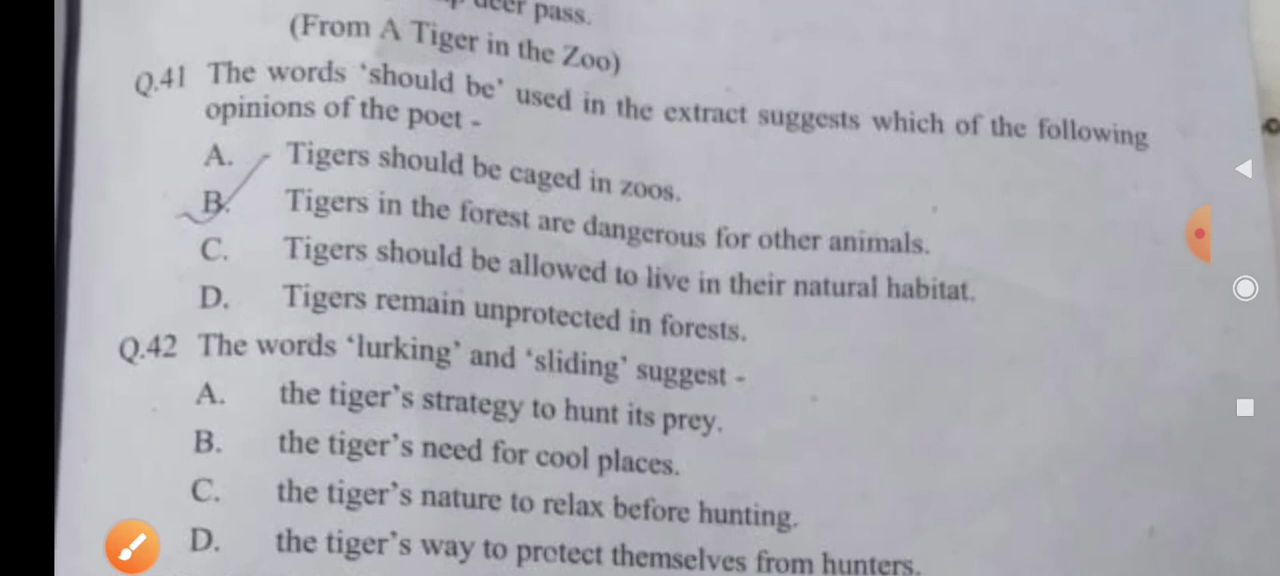 deer pass.
(From A Tiger in the Zoo)
Q.41 The words ‘should be’ used in the extract suggests which of the following
opinions of the poet -
A. Tigers should be caged in zoos.
B. Tigers in the forest are dangerous for other animals.
C. Tigers should be allowed to live in their natural habitat.
D. Tigers remain unprotected in forests.
Q.42 The words ‘lurking’ and ‘sliding’ suggest -
A. the tiger’s strategy to hunt its prey.
B. the tiger’s need for cool places.
C. the tiger’s nature to relax before hunting.
D. the tiger’s way to protect themselves from hunters.